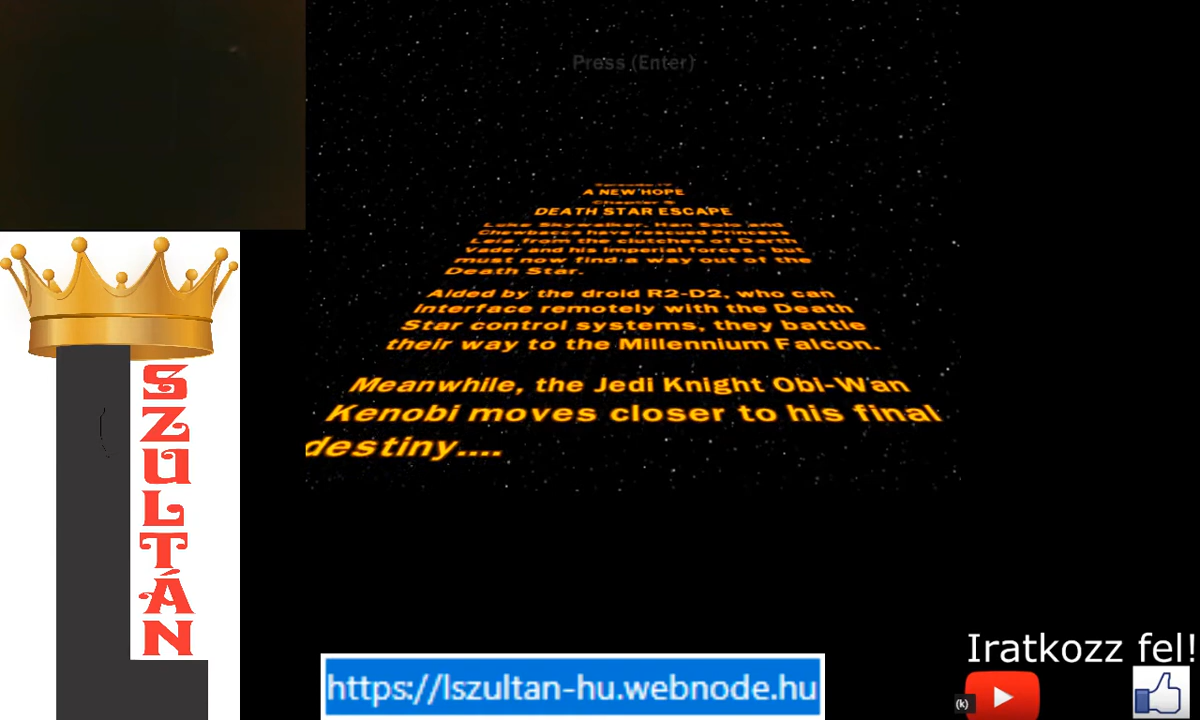 Press (Enter)
Episode IV
A NEW HOPE
Chapter 5
DEATH STAR ESCAPE
Luke Skywalker, Han Solo and
Chewbacca have rescued Princess
Leia from the clutches of Darth
Vader and his Imperial forces - but
must now find a way out of the
Death Star.
Aided by the droid R2-D2, who can
interface remotely with the Death
Star control systems, they battle
their way to the Millennium Falcon.
Meanwhile, the Jedi Knight Obi-Wan
Kenobi moves closer to his final
destiny....
L
SZULTÁN
https://lszultan-hu.webnode.hu
Iratkozz fel!
(k)